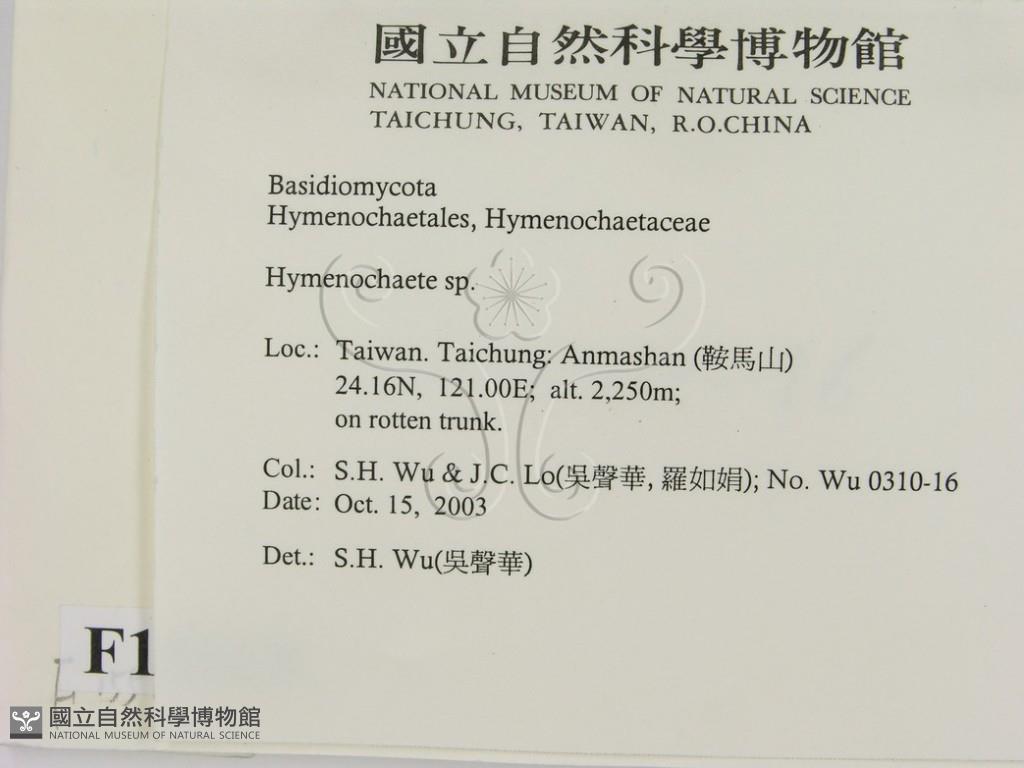 國立自然科學博物館
NATIONAL MUSEUM OF NATURAL SCIENCE
TAICHUNG, TAIWAN, R.O.CHINA
Basidiomycota
Hymenochaetales, Hymenochaetaceae
Hymenochaete sp.
Loc.: Taiwan. Taichung: Anmashan (鞍馬山)
24.16N, 121.00E; alt. 2,250m;
on rotten trunk.
Col.: S.H. Wu & J.C. Lo(吳聲華, 羅如娟); No. Wu 0310-16
Date: Oct. 15, 2003
Det.: S.H. Wu(吳聲華)
F1
國立自然科學博物館
NATIONAL MUSEUM OF NATURAL SCIENCE